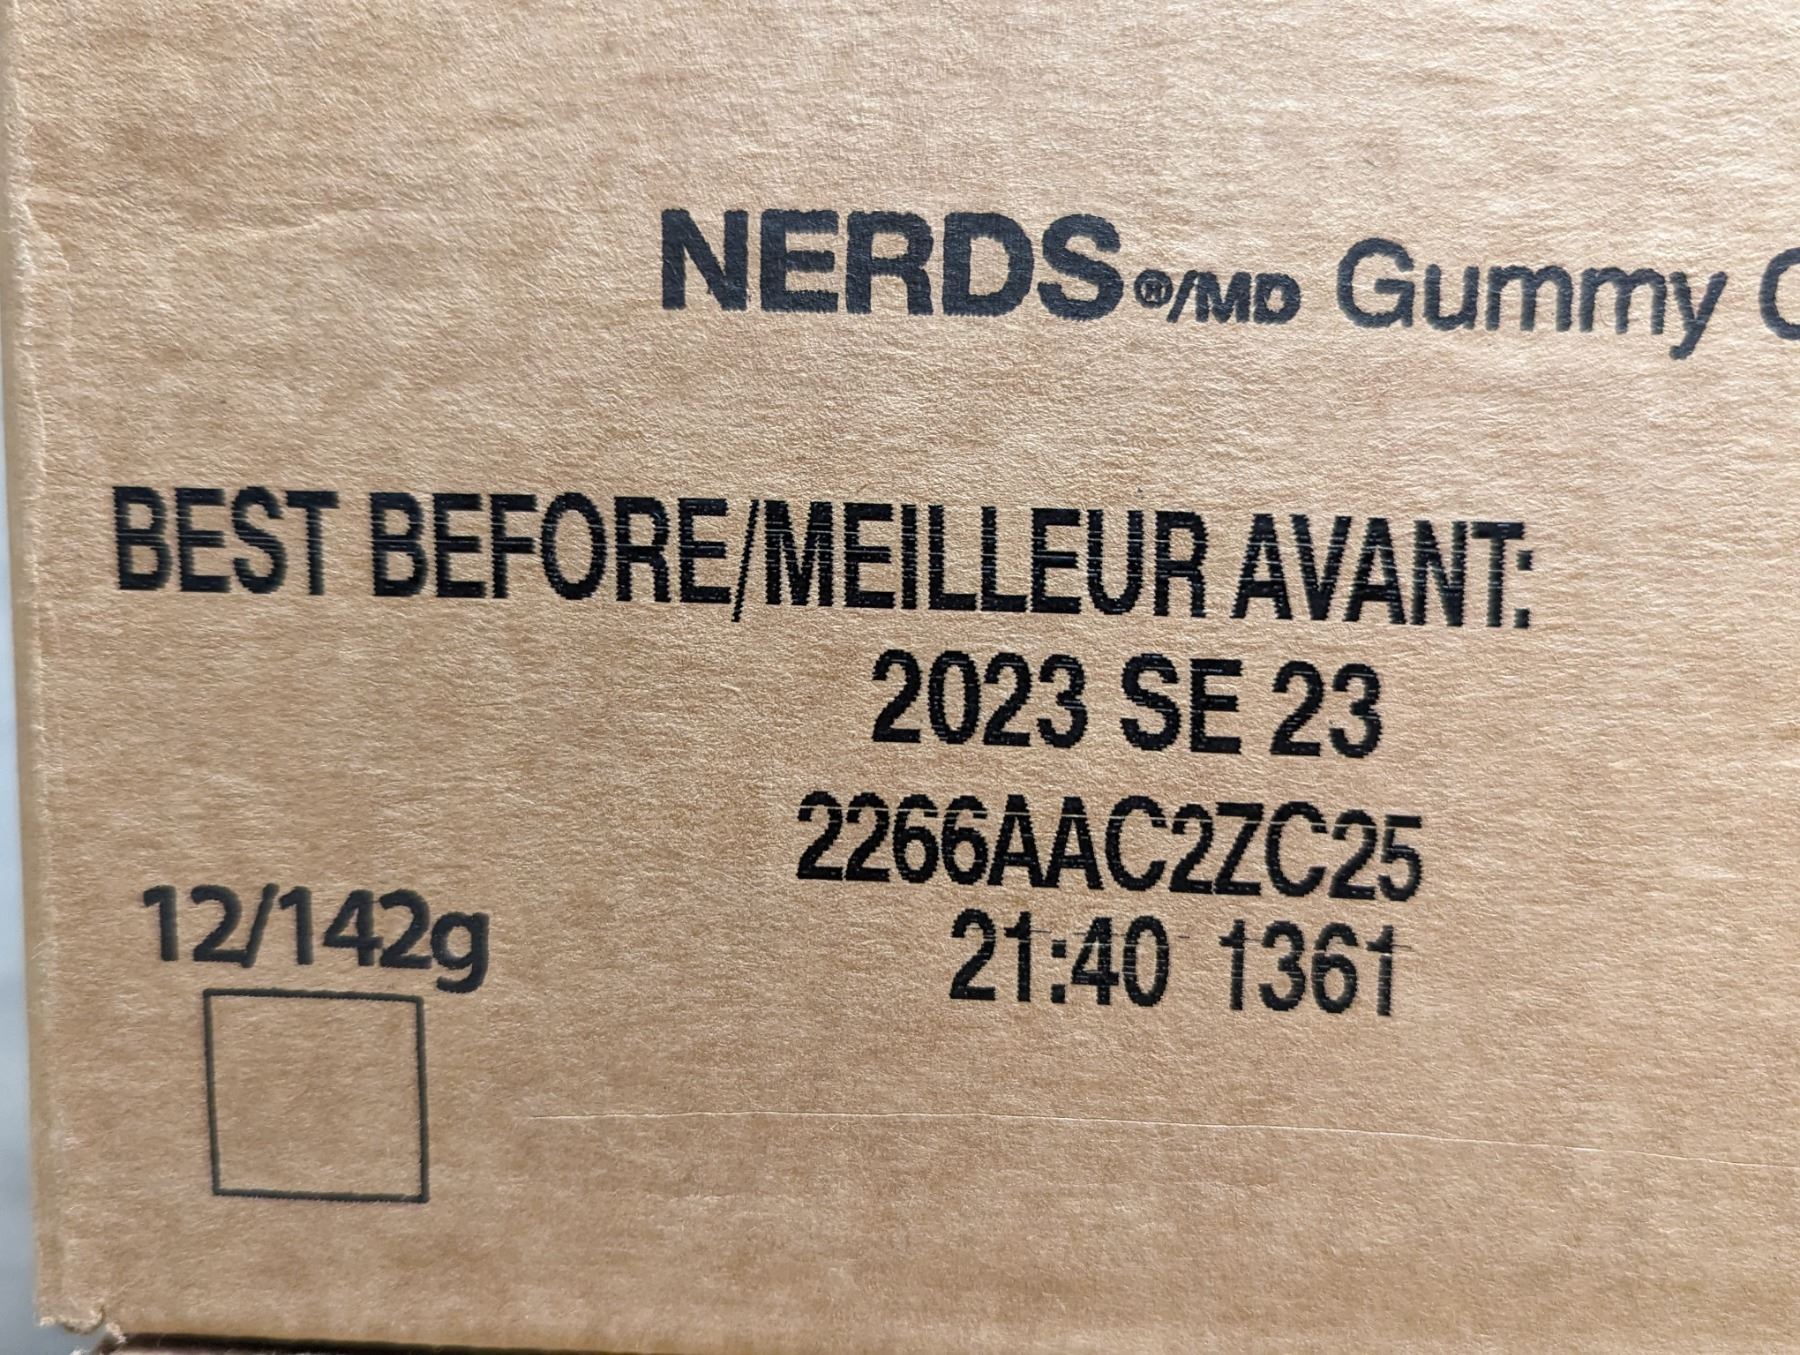 NERDS®/MD Gummy
BEST BEFORE/MEILLEUR AVANT:
2023 SE 23
2266AAC2ZC25
21:40 1361
12/142g